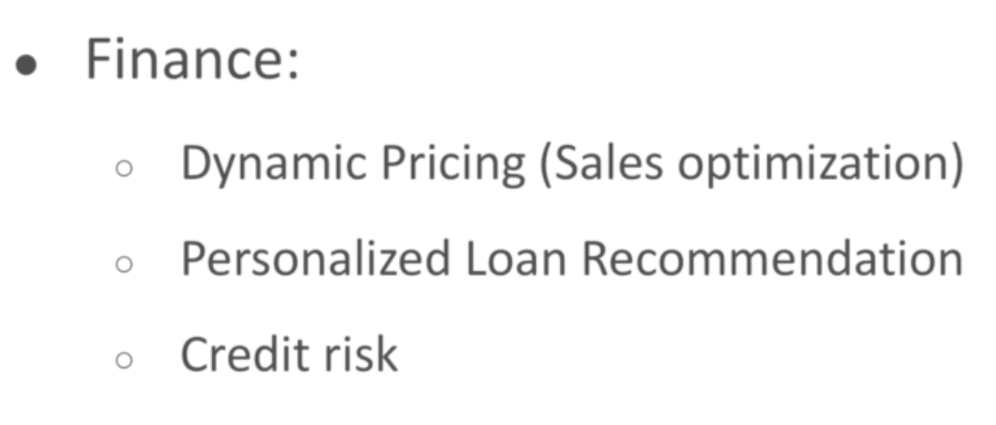 ● Finance:
○ Dynamic Pricing (Sales optimization)
○ Personalized Loan Recommendation
○ Credit risk